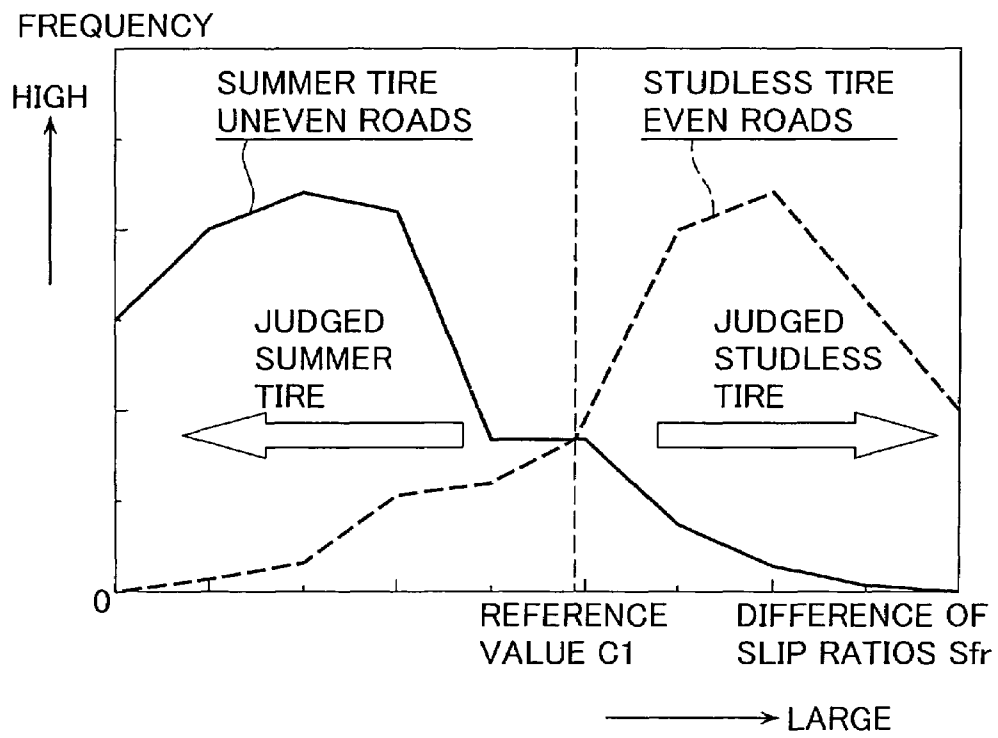 FREQUENCY
HIGH
SUMMER TIRE
UNEVEN ROADS
STUDLESS TIRE
EVEN ROADS
JUDGED
SUMMER
TIRE
JUDGED
STUDLESS
TIRE
0
REFERENCE
VALUE C1
DIFFERENCE OF
SLIP RATIOS Sfr
LARGE